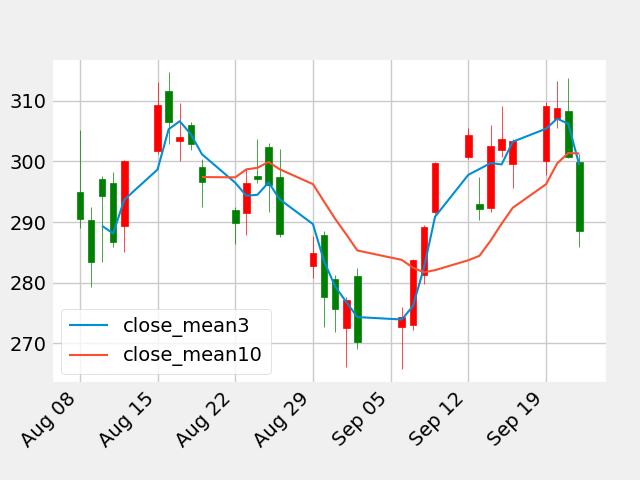 310
300
290
280
270
close_mean3
close_mean10
Aug 08
Aug 15
Aug 22
Aug 29
Sep 05
Sep 12
Sep 19